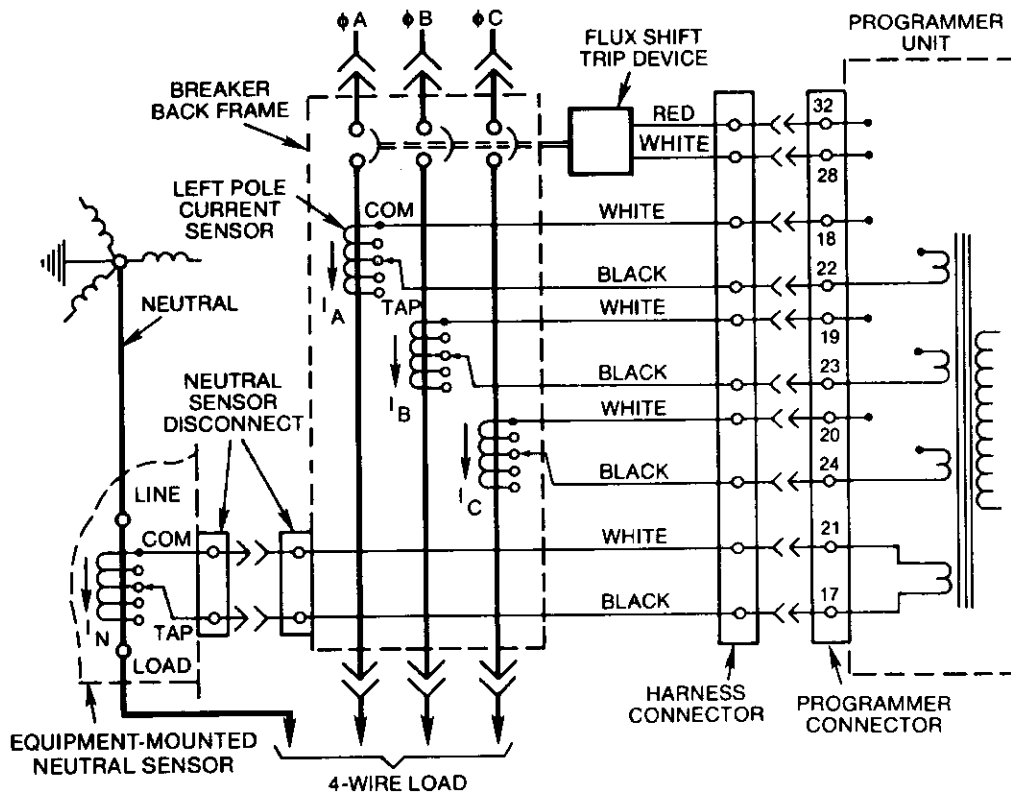 ϕA ϕB ϕC
FLUX SHIFT
TRIP DEVICE
PROGRAMMER
UNIT
BREAKER
BACK FRAME
RED
32
WHITE
28
LEFT POLE
CURRENT
SENSOR
COM
WHITE
18
BLACK
22
I A
TAP
WHITE
19
NEUTRAL
I B
BLACK
23
NEUTRAL
SENSOR
DISCONNECT
WHITE
20
I C
BLACK
24
LINE
COM
WHITE
21
I N
TAP
BLACK
17
LOAD
HARNESS
CONNECTOR
PROGRAMMER
CONNECTOR
EQUIPMENT-MOUNTED
NEUTRAL SENSOR
4-WIRE LOAD